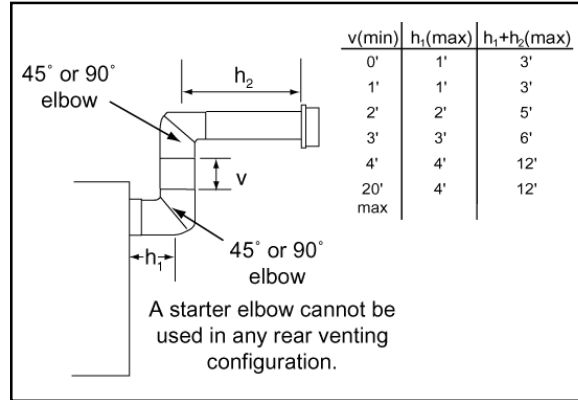 v(min) h₁(max) h₁+h₂(max)
0' 1' 3'
1' 1' 3'
2' 2' 5'
3' 3' 6'
4' 4' 12'
20' 4' 12'
max
45° or 90°
elbow
h₂
v
h₁
45° or 90°
elbow
A starter elbow cannot be
used in any rear venting
configuration.